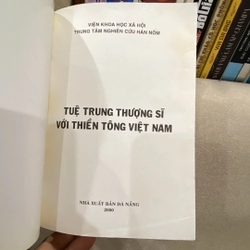 VIỆN KHOA HỌC XÃ HỘI
TRUNG TÂM NGHIÊN CỨU HÁN NÔM
TUỆ TRUNG THƯỢNG SĨ
VỚI THIỀN TÔNG VIỆT NAM
NHÀ XUẤT BẢN ĐÀ NẴNG
2000